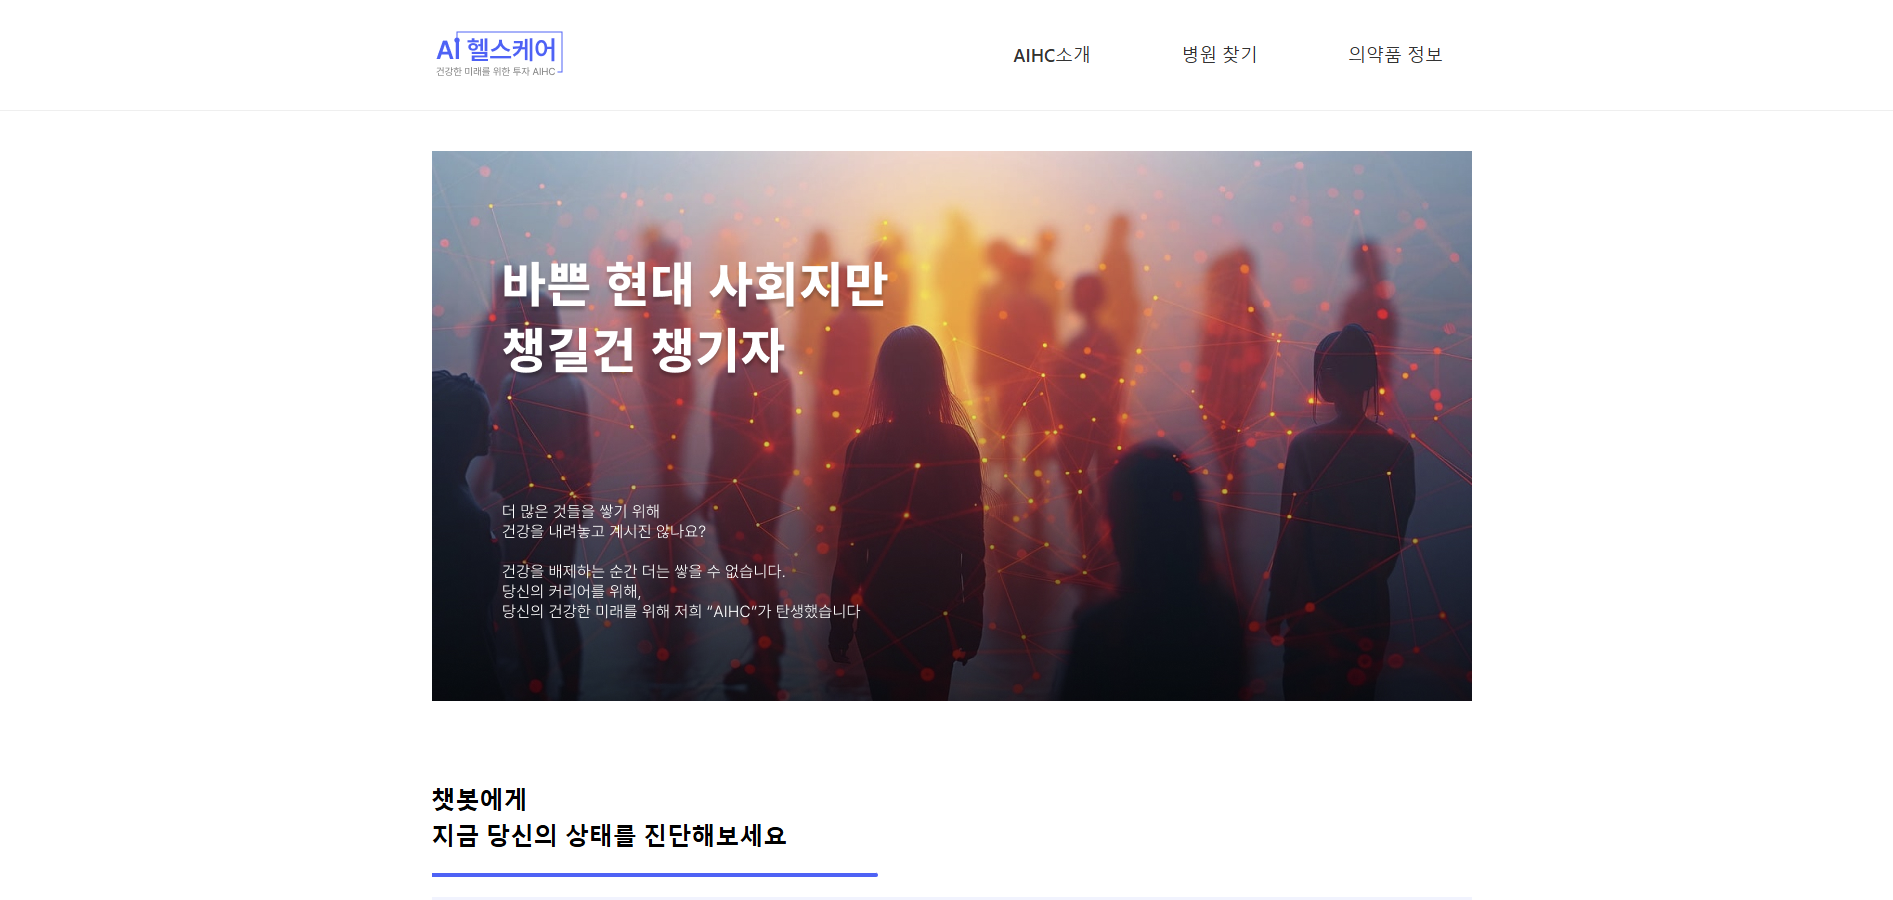 AI 헬스케어
건강한 미래를 위한 투자 AIHC
AIHC소개
병원 찾기
의약품 정보
바쁜 현대 사회지만
챙길건 챙기자
더 많은 것들을 쌓기 위해
건강을 내려놓고 계시진 않나요?
건강을 배제하는 순간 더는 쌓을 수 없습니다.
당신의 커리어를 위해,
당신의 건강한 미래를 위해 저희 “AIHC”가 탄생했습니다
챗봇에게
지금 당신의 상태를 진단해보세요